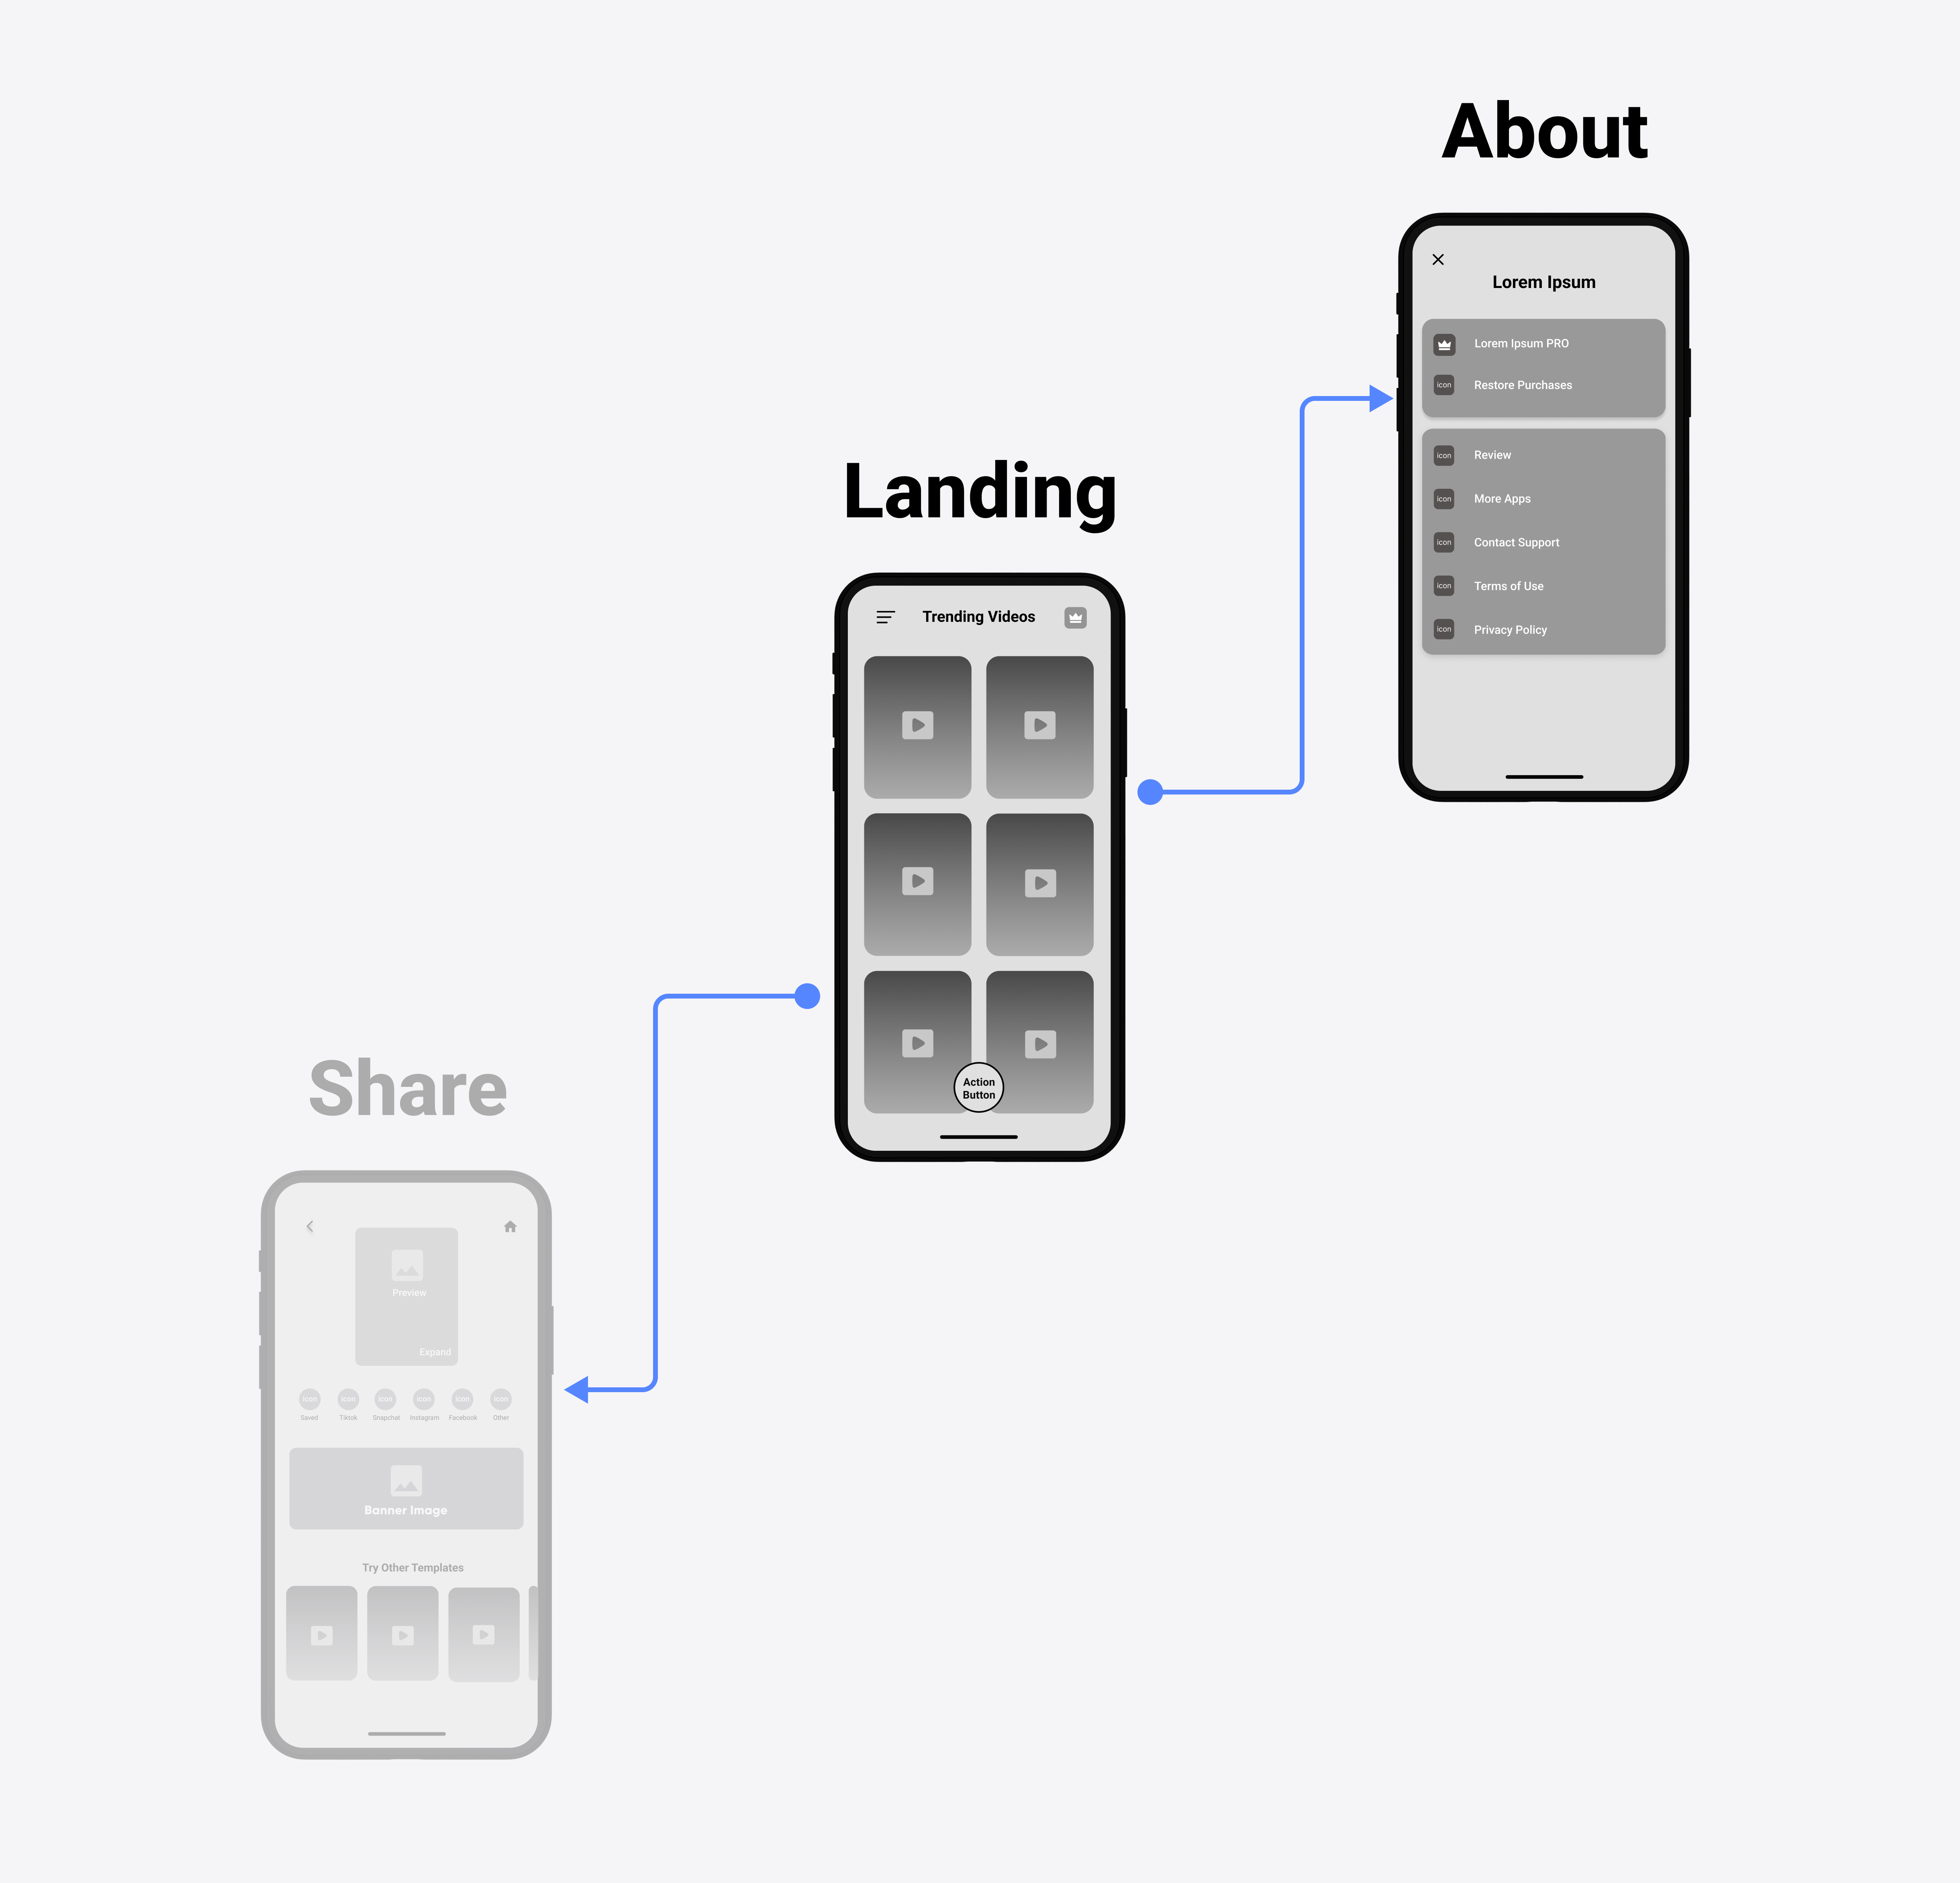 About
Lorem Ipsum
Lorem Ipsum PRO
icon
Restore Purchases
icon
Review
icon
More Apps
icon
Contact Support
icon
Terms of Use
icon
Privacy Policy
Landing
Trending Videos
Action
Button
Share
Preview
Expand
icon
icon
icon
icon
icon
icon
Saved
Tiktok
Snapchat
Instagram
Facebook
Other
Banner Image
Try Other Templates